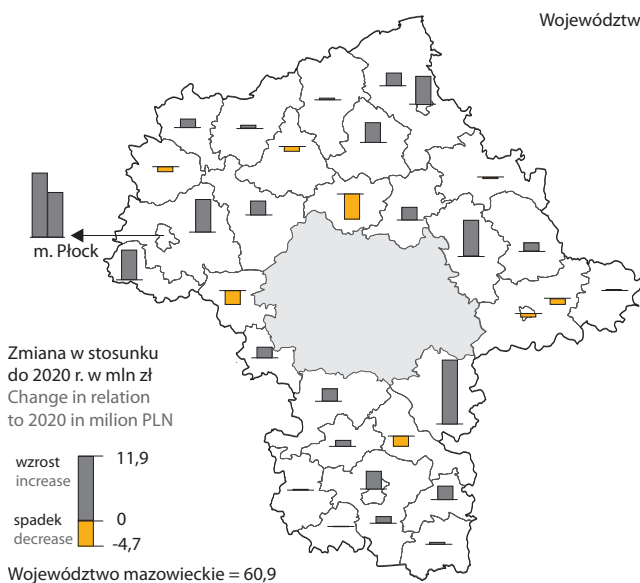 Województw
m. Płock
Zmiana w stosunku
do 2020 r. w mln zł
Change in relation
to 2020 in milion PLN
wzrost
increase
11,9
spadek
decrease
0
-4,7
Województwo mazowieckie = 60,9